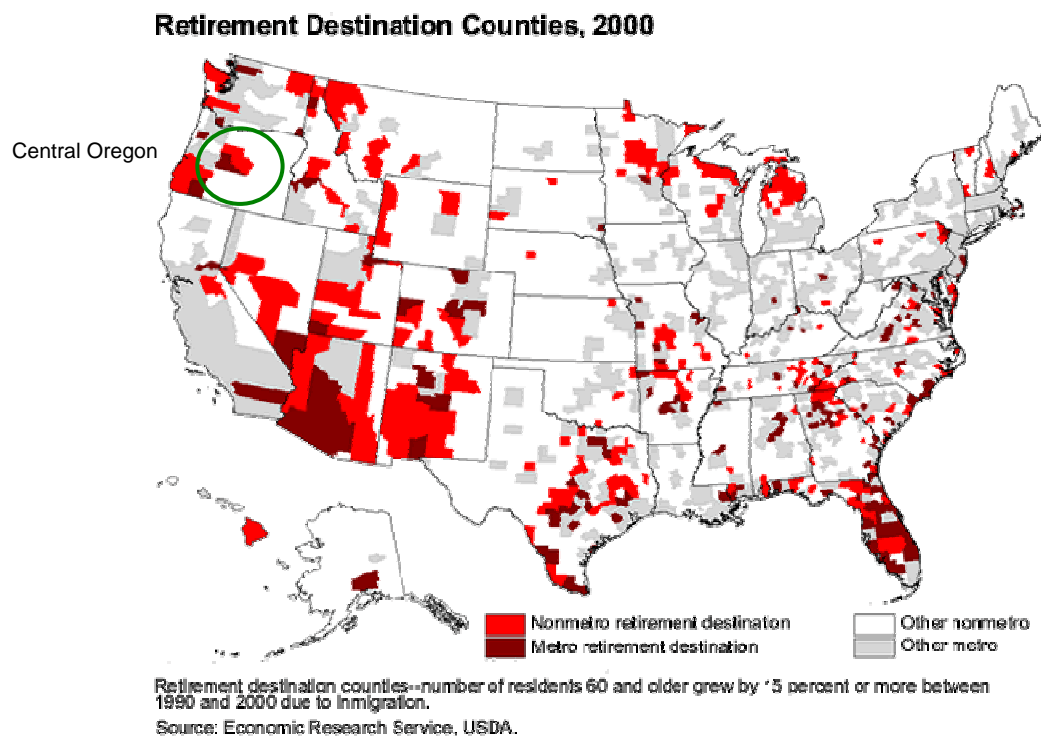 Retirement Destination Counties, 2000
Central Oregon
Nonmetro retirement destination
Metro retirement destination
Other nonmetro
Other metro
Retirement destination counties--number of residents 60 and older grew by 15 percent or more between
1990 and 2000 due to inmigration.
Source: Economic Research Service, USDA.